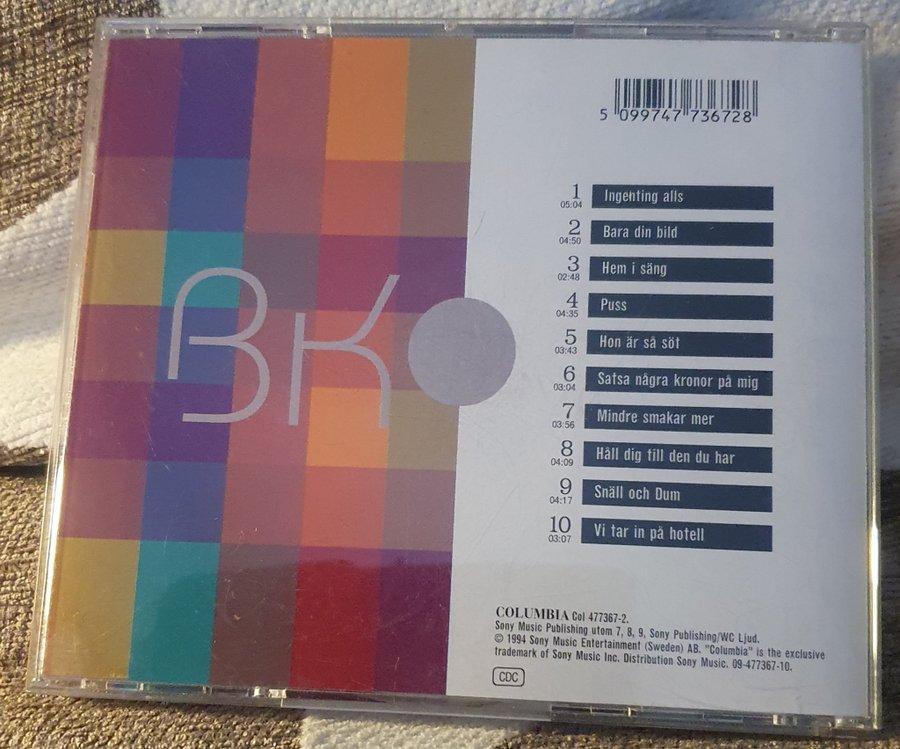 BK
5 099747 736728
1 Ingenting alls
05:04
2 Bara din bild
04:50
3 Hem i säng
02:48
4 Puss
04:35
5 Hon är så söt
03:43
6 Satsa några kronor på mig
03:04
7 Mindre smakar mer
03:56
8 Håll dig till den du har
04:09
9 Snäll och Dum
04:17
10 Vi tar in på hotell
03:07
COLUMBIA Col 477367-2.
Sony Music Publishing utom 7, 8, 9, Sony Publishing/WC Ljud.
© 1994 Sony Music Entertainment (Sweden) AB. "Columbia" is the exclusive
trademark of Sony Music Inc. Distribution Sony Music. 09-477367-10.
CDC